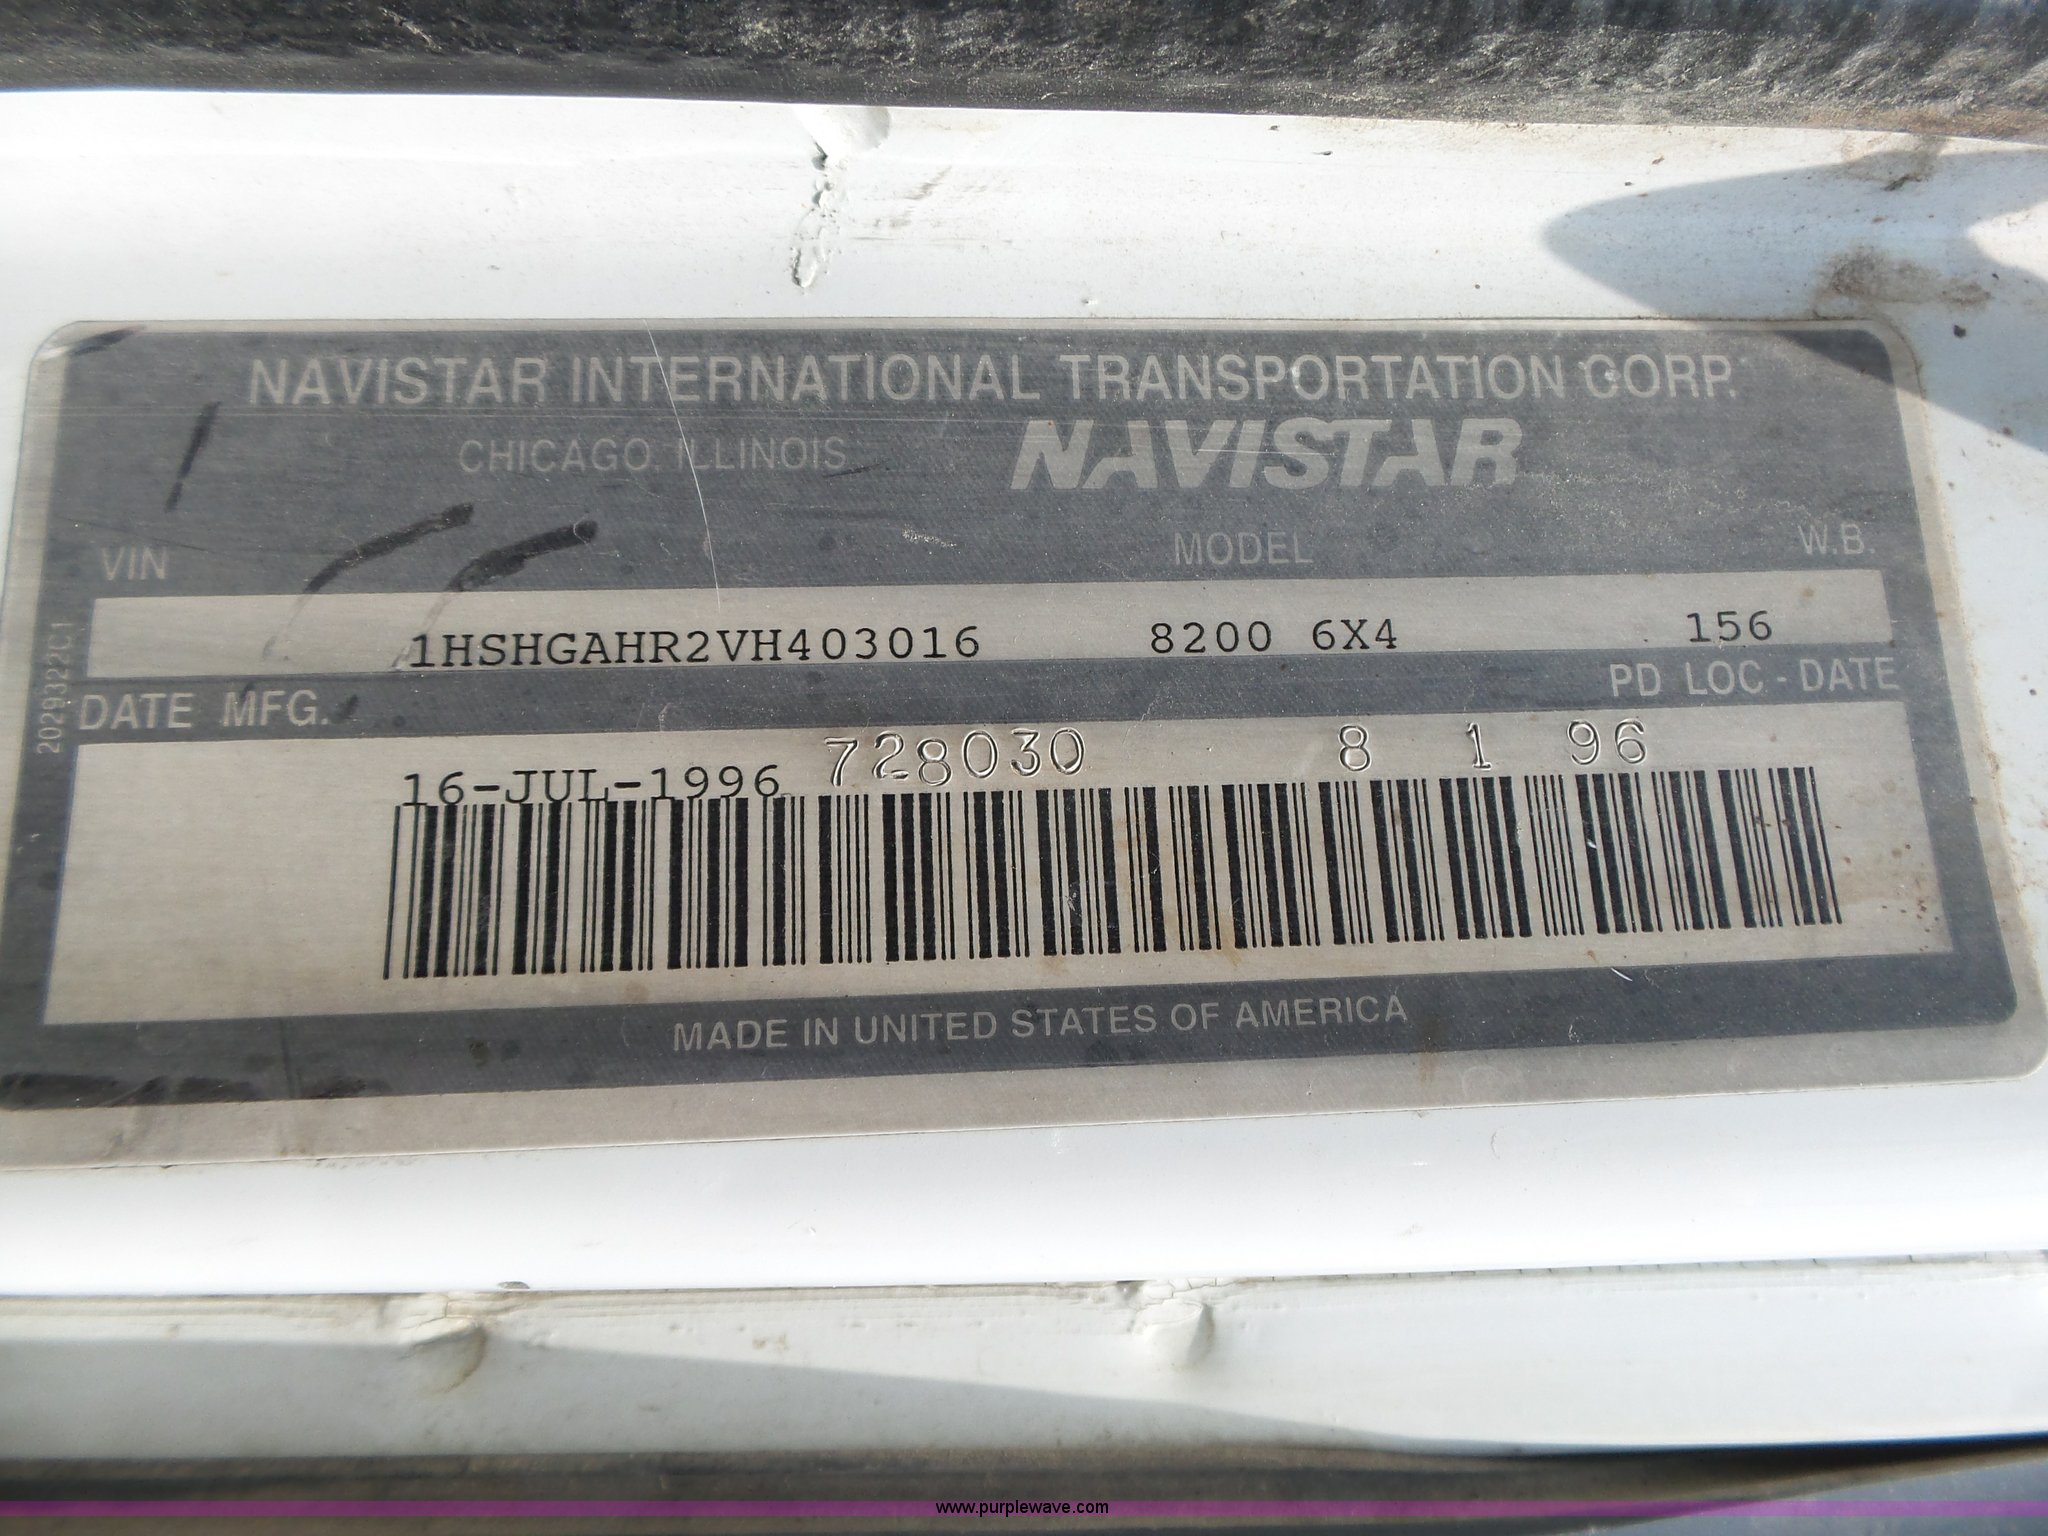 NAVISTAR INTERNATIONAL TRANSPORTATION CORP.
CHICAGO, ILLINOIS NAVISTAR
VIN MODEL W.B.
1HSHGAHR2VH403016 8200 6X4 156
DATE MFG. PD LOC - DATE
16-JUL-1996 728030 8 1 96
2029322C1
MADE IN UNITED STATES OF AMERICA
www.purplewave.com